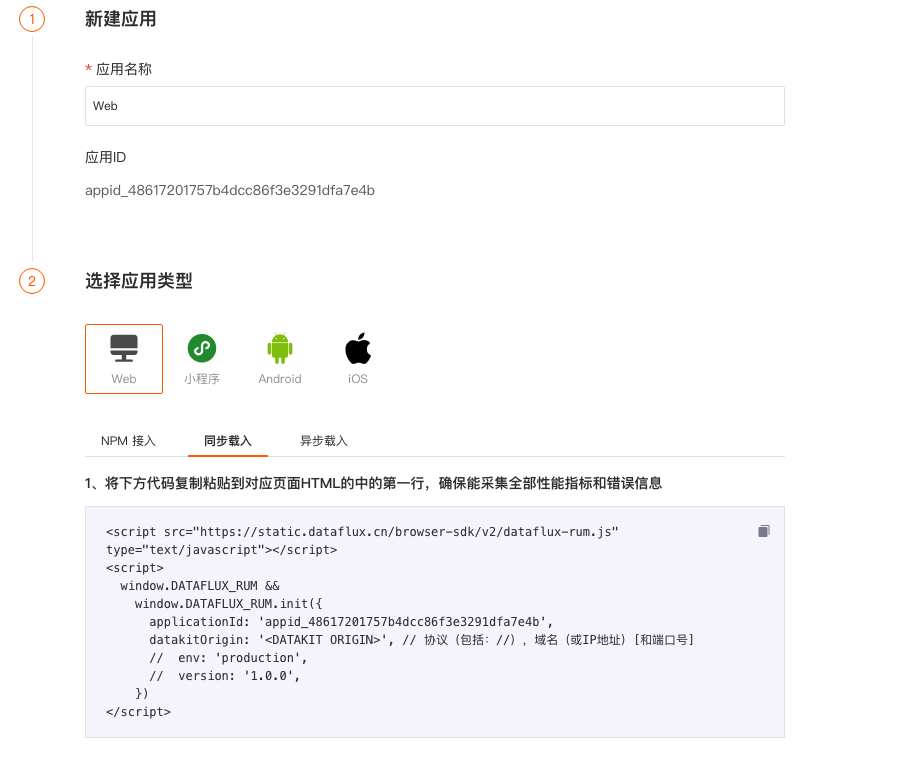 1
新建应用
* 应用名称
Web
应用ID
appid_48617201757b4dcc86f3e3291dfa7e4b
2
选择应用类型
Web 小程序 Android iOS
NPM 接入 同步载入 异步载入
1、将下方代码复制粘贴到对应页面HTML的中的第一行，确保能采集全部性能指标和错误信息
<script src="https://static.dataflux.cn/browser-sdk/v2/dataflux-rum.js"
type="text/javascript"></script>
<script>
  window.DATAFLUX_RUM &&
    window.DATAFLUX_RUM.init({
      applicationId: 'appid_48617201757b4dcc86f3e3291dfa7e4b',
      datakitOrigin: '<DATAKIT ORIGIN>', // 协议（包括：//），域名（或IP地址）[和端口号]
      //  env: 'production',
      //  version: '1.0.0',
    })
</script>